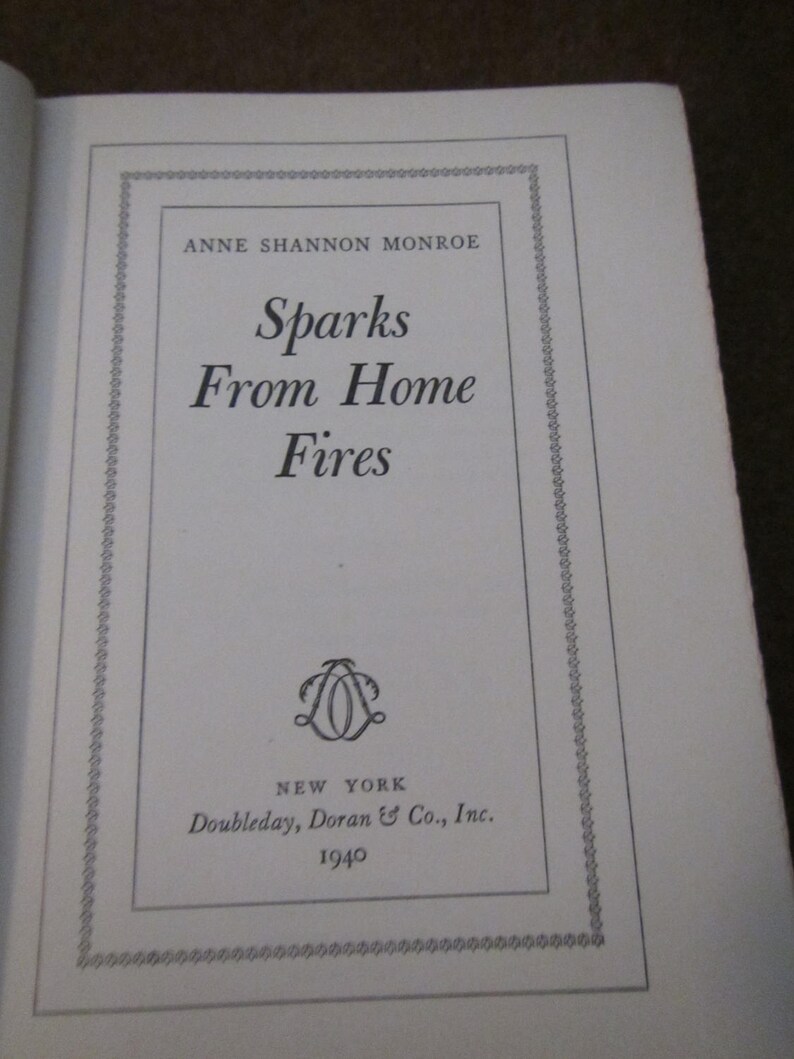 ANNE SHANNON MONROE
Sparks
From Home
Fires
NEW YORK
Doubleday, Doran & Co., Inc.
1940